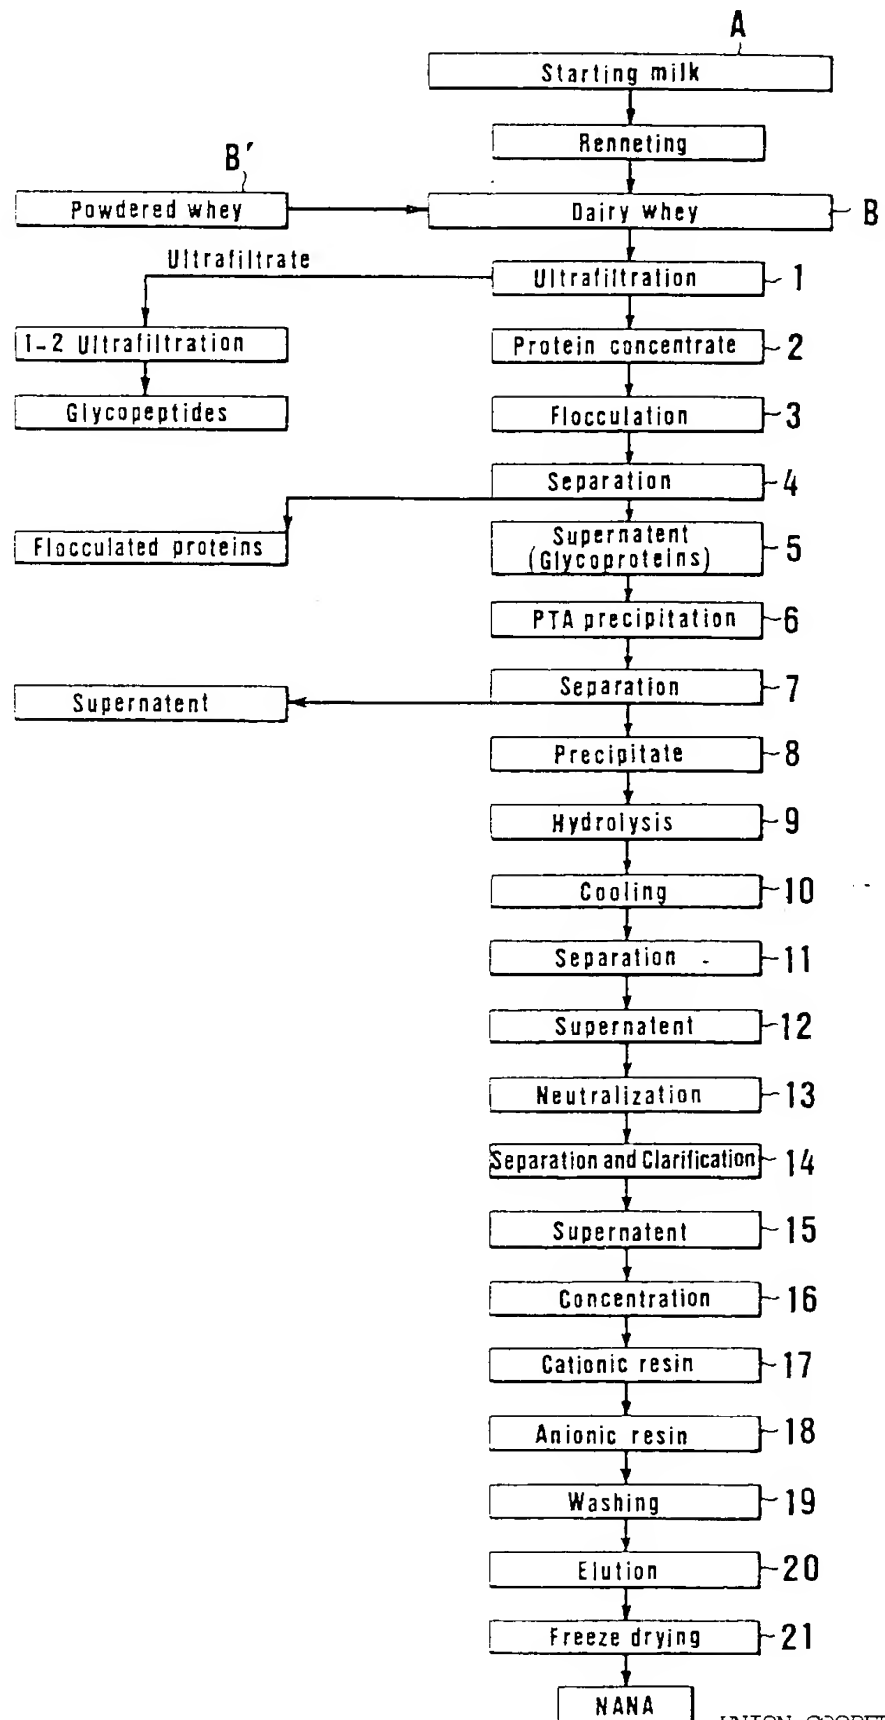 A
Starting milk
Renneting
B'
Powdered whey
Dairy whey
B
Ultrafiltrate
Ultrafiltration
1
1-2 Ultrafiltration
Protein concentrate
2
Glycopeptides
Flocculation
3
Separation
4
Flocculated proteins
Supernatent
(Glycoproteins)
5
PTA precipitation
6
Separation
7
Supernatent
Precipitate
8
Hydrolysis
9
Cooling
10
Separation
11
Supernatent
12
Neutralization
13
Separation and Clarification
14
Supernatent
15
Concentration
16
Cationic resin
17
Anionic resin
18
Washing
19
Elution
20
Freeze drying
21
NANA